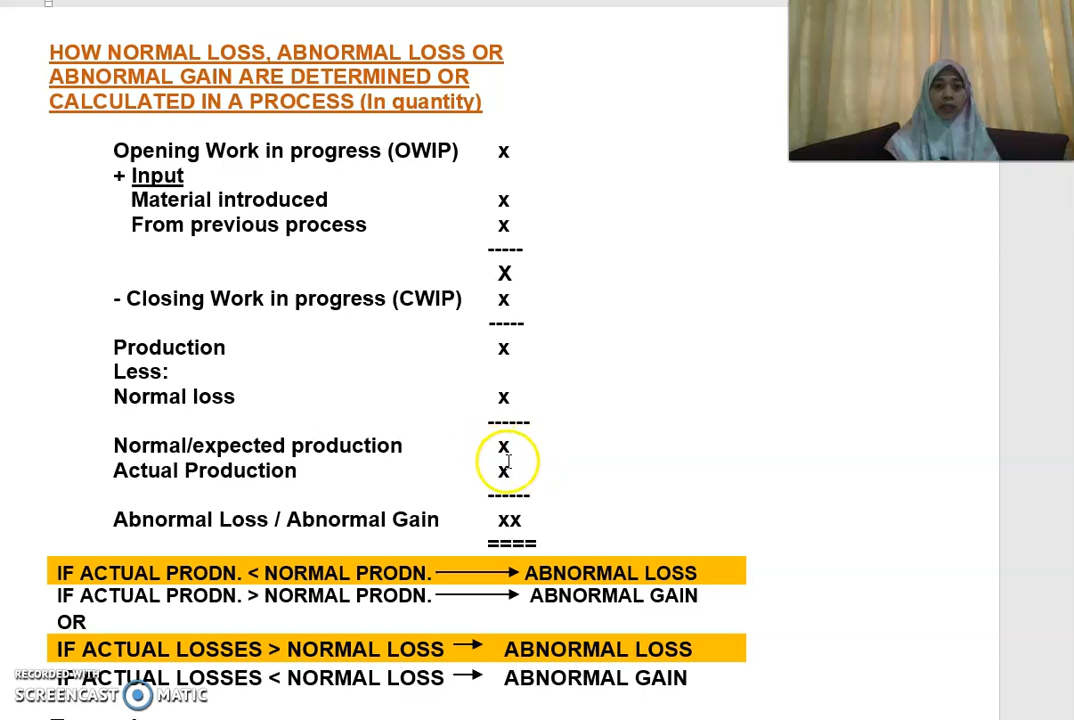 HOW NORMAL LOSS, ABNORMAL LOSS OR
ABNORMAL GAIN ARE DETERMINED OR
CALCULATED IN A PROCESS (In quantity)
Opening Work in progress (OWIP) x
+ Input
Material introduced x
From previous process x
-----
X
- Closing Work in progress (CWIP) x
-----
Production x
Less:
Normal loss x
------
Normal/expected production x
Actual Production x
------
Abnormal Loss / Abnormal Gain xx
====
IF ACTUAL PRODN. < NORMAL PRODN. → ABNORMAL LOSS
IF ACTUAL PRODN. > NORMAL PRODN. → ABNORMAL GAIN
OR
IF ACTUAL LOSSES > NORMAL LOSS → ABNORMAL LOSS
IF ACTUAL LOSSES < NORMAL LOSS → ABNORMAL GAIN
RECORDED WITH
SCREENCAST MATIC